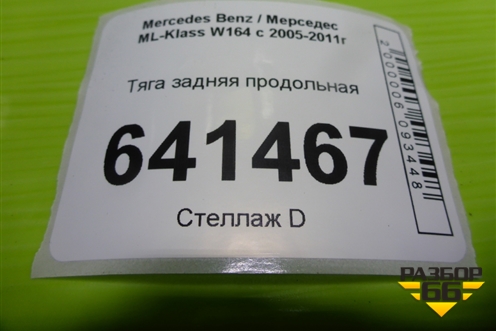 Mercedes Benz / Мерседес
ML-Klass W164 с 2005-2011г
Тяга задняя продольная
641467
Стеллаж D
2000006093448
РАЗБОР
66